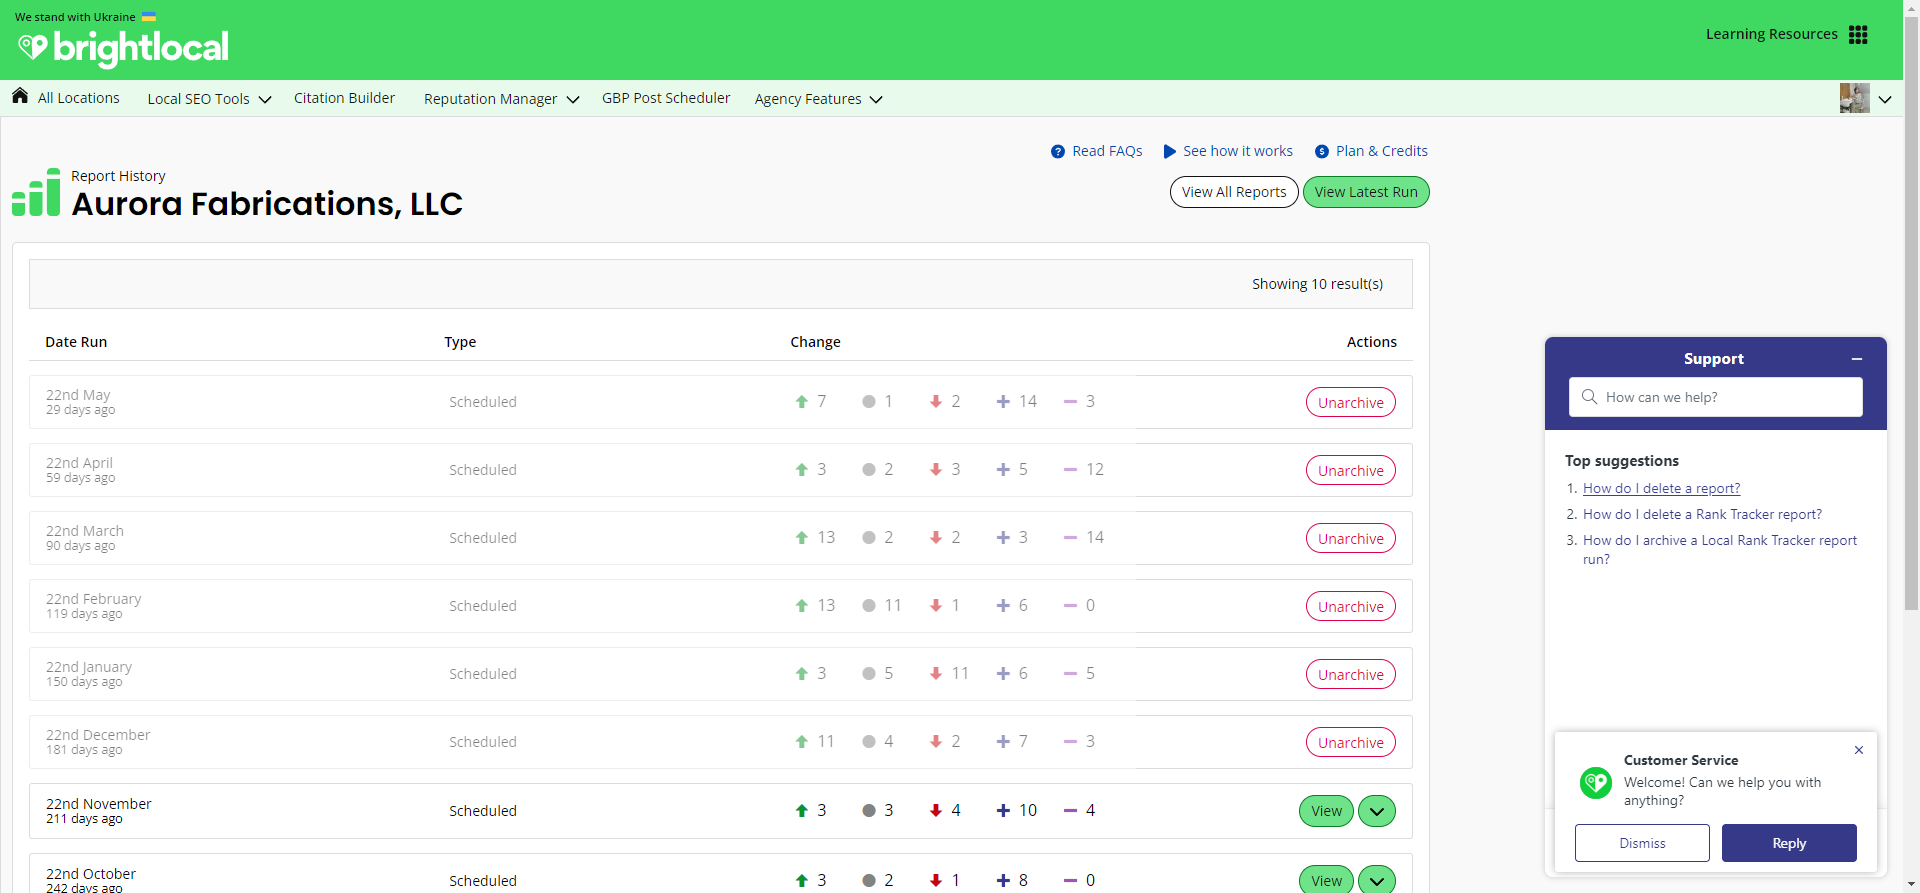 We stand with Ukraine
brightlocal
Learning Resources
All Locations
Local SEO Tools
Citation Builder
Reputation Manager
GBP Post Scheduler
Agency Features
Read FAQs
See how it works
Plan & Credits
Report History
Aurora Fabrications, LLC
View All Reports
View Latest Run
Showing 10 result(s)
Date Run Type Change Actions
22nd May
29 days ago
Scheduled 7 1 2 14 3 Unarchive
22nd April
59 days ago
Scheduled 3 2 3 5 12 Unarchive
22nd March
90 days ago
Scheduled 13 2 2 3 14 Unarchive
22nd February
119 days ago
Scheduled 13 11 1 6 0 Unarchive
22nd January
150 days ago
Scheduled 3 5 11 6 5 Unarchive
22nd December
181 days ago
Scheduled 11 4 2 7 3 Unarchive
22nd November
211 days ago
Scheduled 3 3 4 10 4 View
22nd October
242 days ago
Scheduled 3 2 1 8 0 View
Support
How can we help?
Top suggestions
1. How do I delete a report?
2. How do I delete a Rank Tracker report?
3. How do I archive a Local Rank Tracker report
run?
Customer Service
Welcome! Can we help you with
anything?
Dismiss
Reply